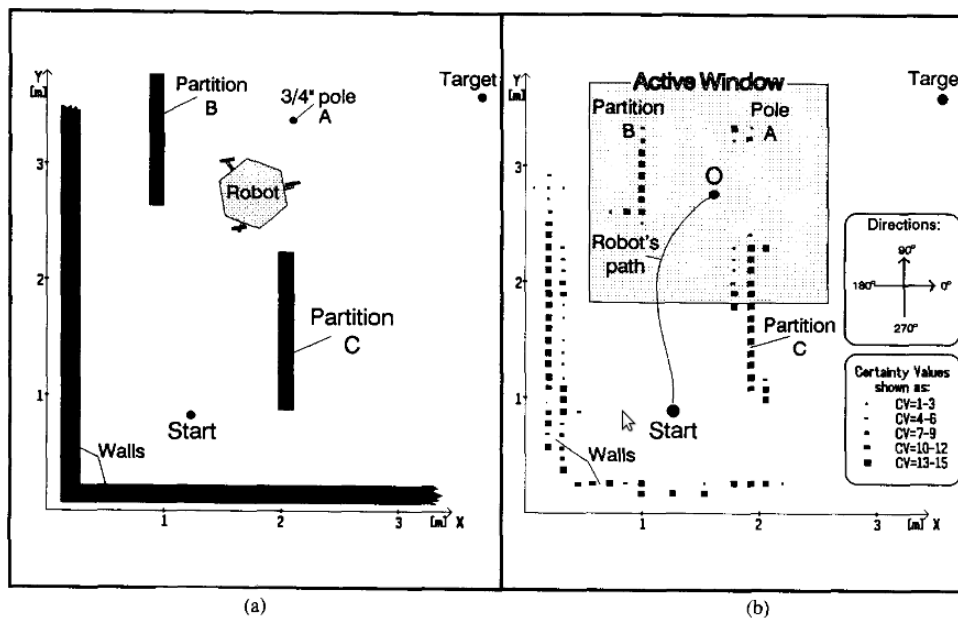 Y
[m]
Partition
B
Target
3/4" pole
A
3
Robot
2
Partition
C
1
Start
Walls
1
2
3
[m] X
(a)
Y
[m]
Active Window
Target
Partition
B
Pole
A
3
O
Robot's
path
2
Directions:
90°
180°
0°
270°
Partition
C
Certainty Values
shown as:
CV=1-3
CV=4-6
CV=7-9
CV=10-12
CV=13-15
1
Start
Walls
1
2
3
[m] X
(b)